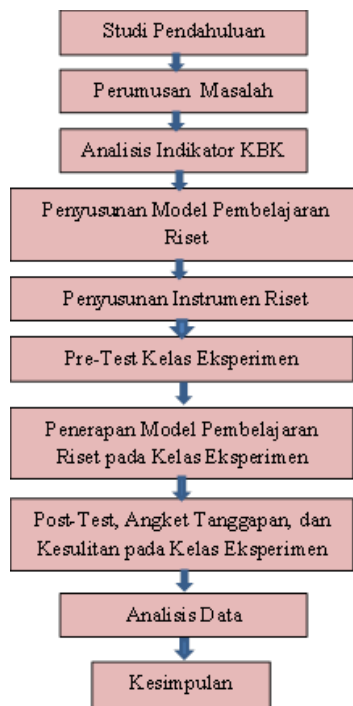 Studi Pendahuluan
Perumusan Masalah
Analisis Indikator KBK
Penyusunan Model Pembelajaran
Riset
Penyusunan Instrumen Riset
Pre-Test Kelas Eksperimen
Penerapan Model Pembelajaran
Riset pada Kelas Eksperimen
Post-Test, Angket Tanggapan, dan
Kesulitan pada Kelas Eksperimen
Analisis Data
Kesimpulan